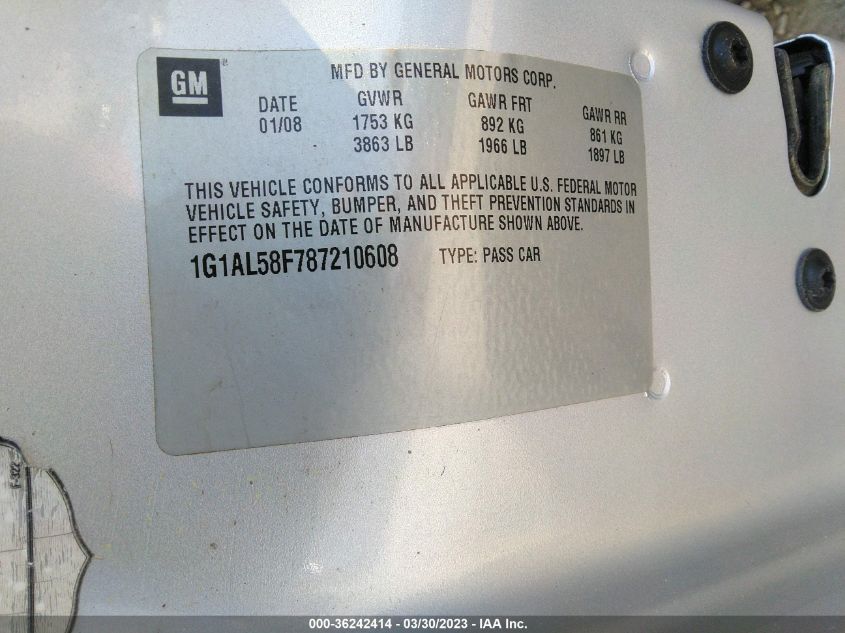 GM ®
MFD BY GENERAL MOTORS CORP.
DATE GVWR GAWR FRT GAWR RR
01/08 1753 KG 892 KG 861 KG
3863 LB 1966 LB 1897 LB
THIS VEHICLE CONFORMS TO ALL APPLICABLE U.S. FEDERAL MOTOR
VEHICLE SAFETY, BUMPER, AND THEFT PREVENTION STANDARDS IN
EFFECT ON THE DATE OF MANUFACTURE SHOWN ABOVE.
1G1AL58F787210608 TYPE: PASS CAR
F-322
000-36242414 - 03/30/2023 - IAA Inc.